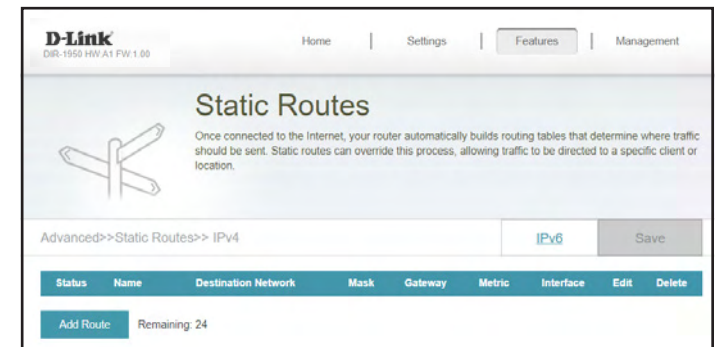 D-Link
DIR-1950 HW:A1 FW:1.00
Home | Settings | Features | Management
Static Routes
Once connected to the Internet, your router automatically builds routing tables that determine where traffic
should be sent. Static routes can override this process, allowing traffic to be directed to a specific client or
location.
Advanced>>Static Routes>> IPv4
IPv6
Save
Status Name Destination Network Mask Gateway Metric Interface Edit Delete
Add Route Remaining: 24